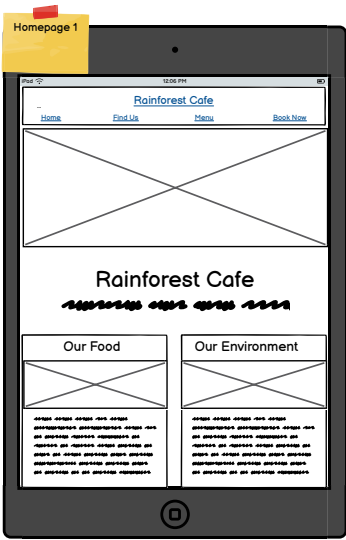 Homepage 1
iPad 12:06 PM
Rainforest Cafe
Home Find Us Menu Book Now
Rainforest Cafe
Our Food Our Environment